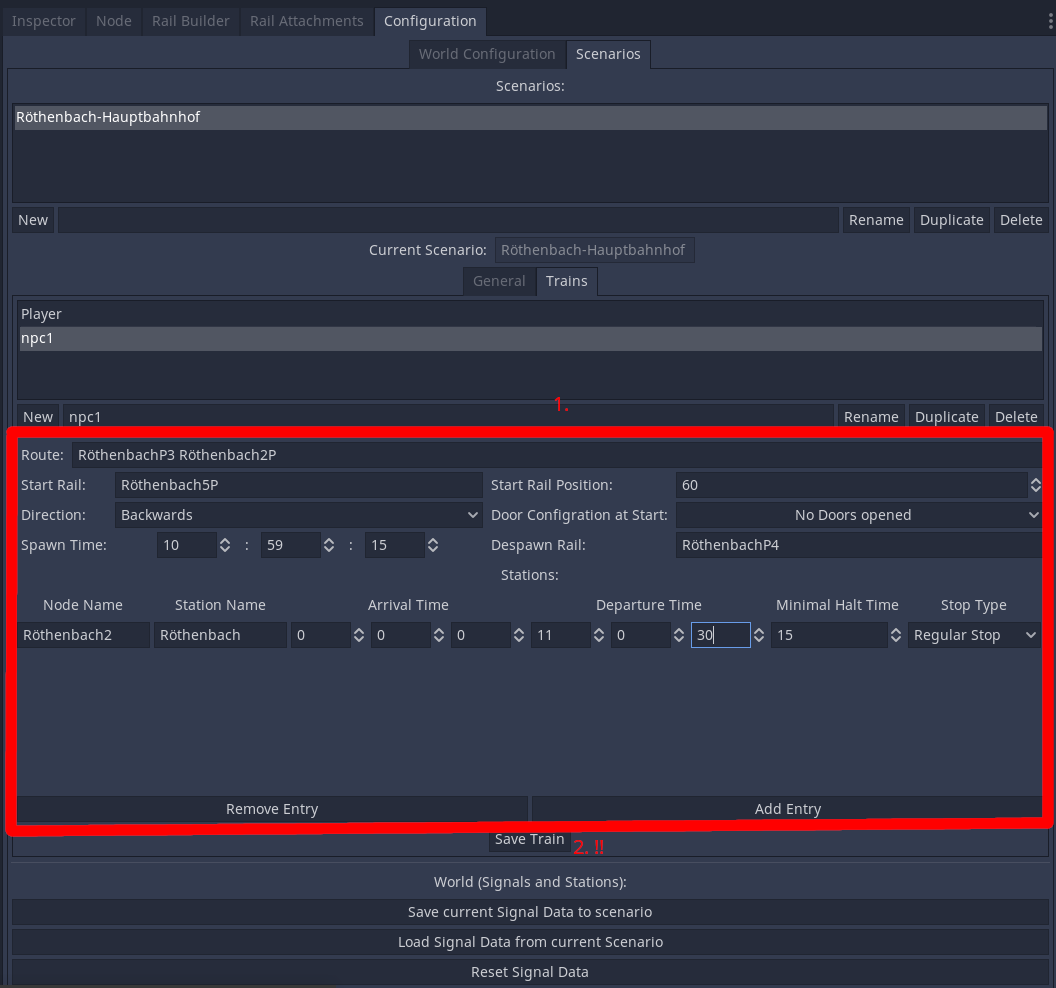 Inspector Node Rail Builder Rail Attachments Configuration
World Configuration Scenarios
Scenarios:
Röthenbach-Hauptbahnhof
New Rename Duplicate Delete
Current Scenario: Röthenbach-Hauptbahnhof
General Trains
Player
npc1
1.
New npc1 Rename Duplicate Delete
Route: RöthenbachP3 Röthenbach2P
Start Rail: Röthenbach5P Start Rail Position: 60
Direction: Backwards Door Configration at Start: No Doors opened
Spawn Time: 10 : 59 : 15 Despawn Rail: RöthenbachP4
Stations:
Node Name Station Name Arrival Time Departure Time Minimal Halt Time Stop Type
Röthenbach2 Röthenbach 0 0 0 11 0 30 15 Regular Stop
Remove Entry Add Entry
Save Train 2. !!
World (Signals and Stations):
Save current Signal Data to scenario
Load Signal Data from current Scenario
Reset Signal Data